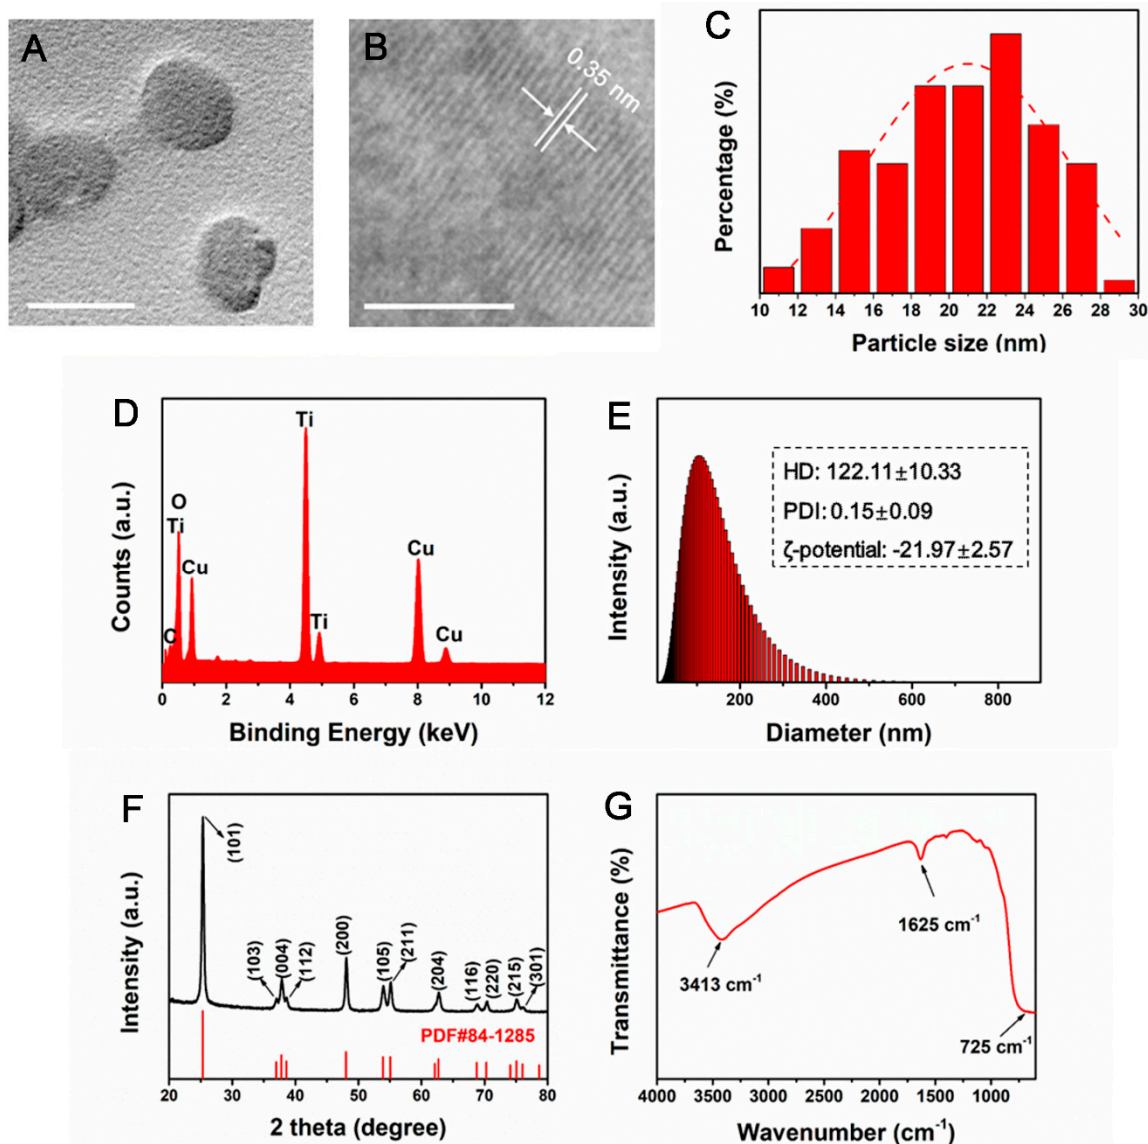 A
B
0.35 nm
C
Percentage (%)
10 12 14 16 18 20 22 24 26 28 30
Particle size (nm)
D
Counts (a.u.)
C
O
Ti
Cu
Ti
Ti
Cu
Cu
0 2 4 6 8 10 12
Binding Energy (keV)
E
Intensity (a.u.)
HD: 122.11±10.33
PDI: 0.15±0.09
ζ-potential: -21.97±2.57
200 400 600 800
Diameter (nm)
F
Intensity (a.u.)
(101)
(103)
(004)
(112)
(200)
(105)
(211)
(204)
(116)
(220)
(215)
(301)
PDF#84-1285
20 30 40 50 60 70 80
2 theta (degree)
G
Transmittance (%)
3413 cm⁻¹
1625 cm⁻¹
725 cm⁻¹
4000 3500 3000 2500 2000 1500 1000
Wavenumber (cm⁻¹)